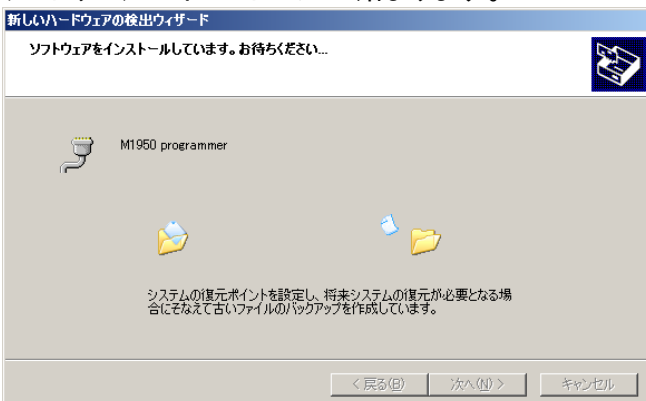 新しいハードウェアの検出ウィザード
ソフトウェアをインストールしています。お待ちください...
M1950 programmer
システムの復元ポイントを設定し、将来システムの復元が必要となる場
合にそなえて古いファイルのバックアップを作成しています。
< 戻る(B)
次へ(N) >
キャンセル